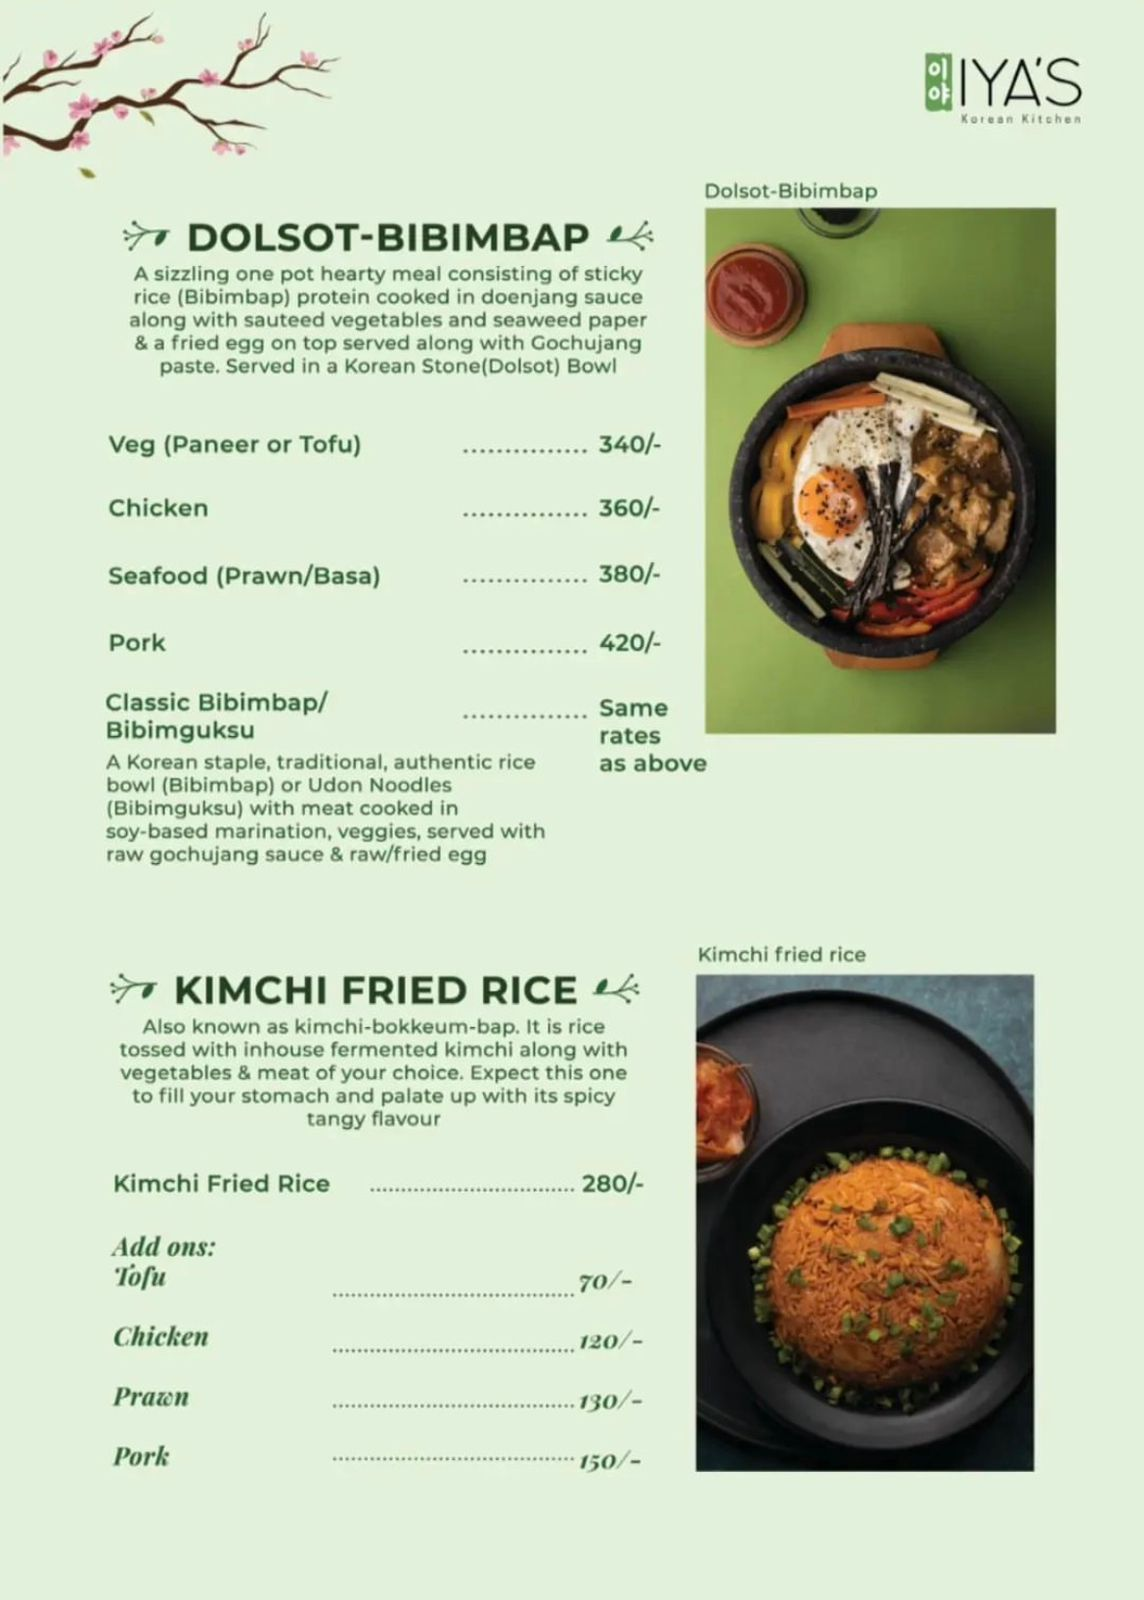 이야
IYA'S
Korean Kitchen
Dolsot-Bibimbap
DOLSOT-BIBIMBAP
A sizzling one pot hearty meal consisting of sticky
rice (Bibimbap) protein cooked in doenjang sauce
along with sauteed vegetables and seaweed paper
& a fried egg on top served along with Gochujang
paste. Served in a Korean Stone(Dolsot) Bowl
Veg (Paneer or Tofu) ............... 340/-
Chicken ............... 360/-
Seafood (Prawn/Basa) ............... 380/-
Pork ............... 420/-
Classic Bibimbap/
Bibimguksu ............... Same
rates
as above
A Korean staple, traditional, authentic rice
bowl (Bibimbap) or Udon Noodles
(Bibimguksu) with meat cooked in
soy-based marination, veggies, served with
raw gochujang sauce & raw/fried egg
Kimchi fried rice
KIMCHI FRIED RICE
Also known as kimchi-bokkeum-bap. It is rice
tossed with inhouse fermented kimchi along with
vegetables & meat of your choice. Expect this one
to fill your stomach and palate up with its spicy
tangy flavour
Kimchi Fried Rice ............... 280/-
Add ons:
Tofu ............... 70/-
Chicken ............... 120/-
Prawn ............... 130/-
Pork ............... 150/-